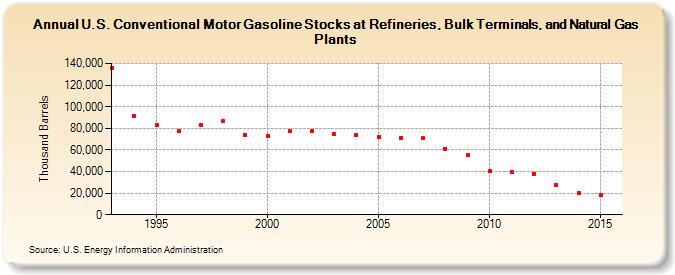 Annual U.S. Conventional Motor Gasoline Stocks at Refineries, Bulk Terminals, and Natural Gas
Plants
Thousand Barrels
140,000
120,000
100,000
80,000
60,000
40,000
20,000
0
1995 2000 2005 2010 2015
Source: U.S. Energy Information Administration